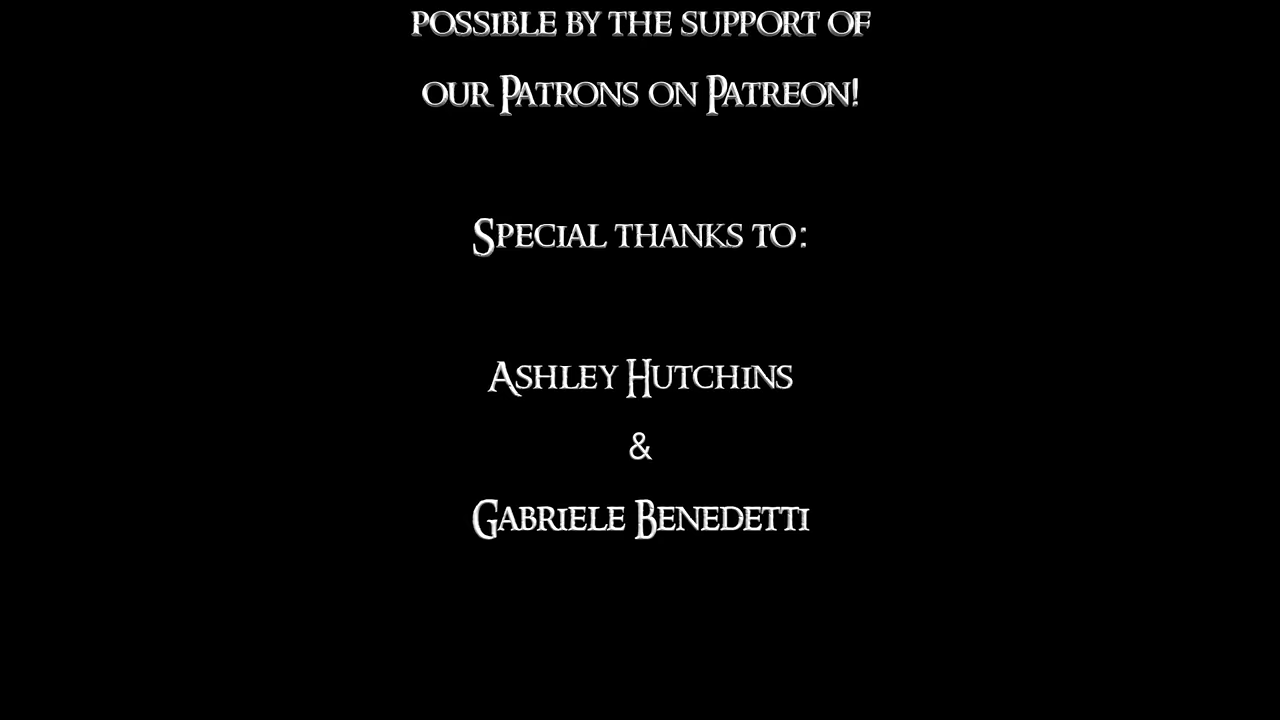 possible by the support of
our Patrons on Patreon!
Special thanks to:
Ashley Hutchins
&
Gabriele Benedetti